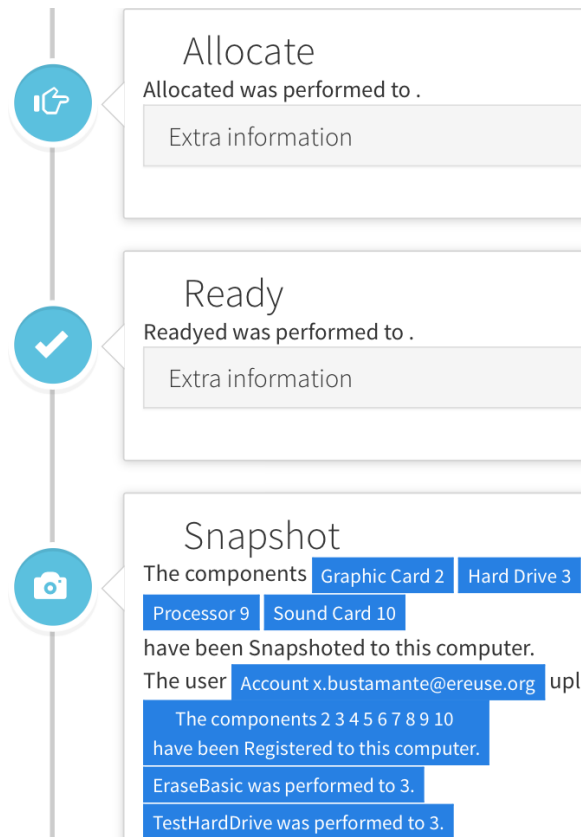 Allocate
Allocated was performed to .
Extra information
Ready
Readyed was performed to .
Extra information
Snapshot
The components Graphic Card 2 Hard Drive 3
Processor 9 Sound Card 10
have been Snapshoted to this computer.
The user Account x.bustamante@ereuse.org upl
The components 2 3 4 5 6 7 8 9 10
have been Registered to this computer.
EraseBasic was performed to 3.
TestHardDrive was performed to 3.